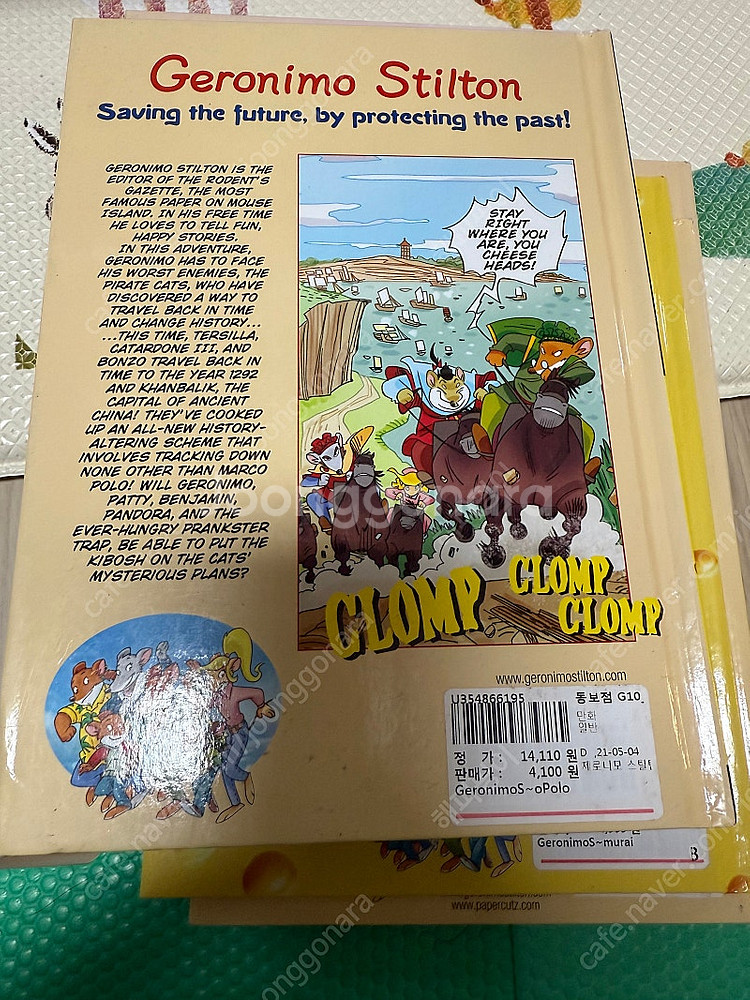 Geronimo Stilton
Saving the future, by protecting the past!
GERONIMO STILTON IS THE
EDITOR OF THE RODENT'S
GAZETTE, THE MOST
FAMOUS PAPER ON MOUSE
ISLAND. IN HIS FREE TIME
HE LOVES TO TELL FUN,
HAPPY STORIES.
IN THIS ADVENTURE,
GERONIMO HAS TO FACE
HIS WORST ENEMIES, THE
PIRATE CATS, WHO HAVE
DISCOVERED A WAY TO
TRAVEL BACK IN TIME
AND CHANGE HISTORY...
...THIS TIME, TERSILLA,
CATARDONE III, AND
BONZO TRAVEL BACK IN
TIME TO THE YEAR 1292
AND KHANBALIK, THE
CAPITAL OF ANCIENT
CHINA! THEY'VE COOKED
UP AN ALL-NEW HISTORY-
ALTERING SCHEME THAT
INVOLVES TRACKING DOWN
NONE OTHER THAN MARCO
POLO! WILL GERONIMO,
PATTY, BENJAMIN,
PANDORA, AND THE
EVER-HUNGRY PRANKSTER
TRAP, BE ABLE TO PUT THE
KIBOSH ON THE CATS'
MYSTERIOUS PLANS?
STAY
RIGHT
WHERE YOU
ARE, YOU
CHEESE
HEADS!
CLOMP
CLOMP
CLOMP
www.geronimostilton.com
U354866195 동보점 G10
만화
일반
정 가 : 14,110 원 D ,21-05-04
판매가 : 4,100 원 제로니모 스틸
GeronimoS~oPolo
GeronimoS~murai
www.papercutz.com
joonggonara
cafe.naver.com